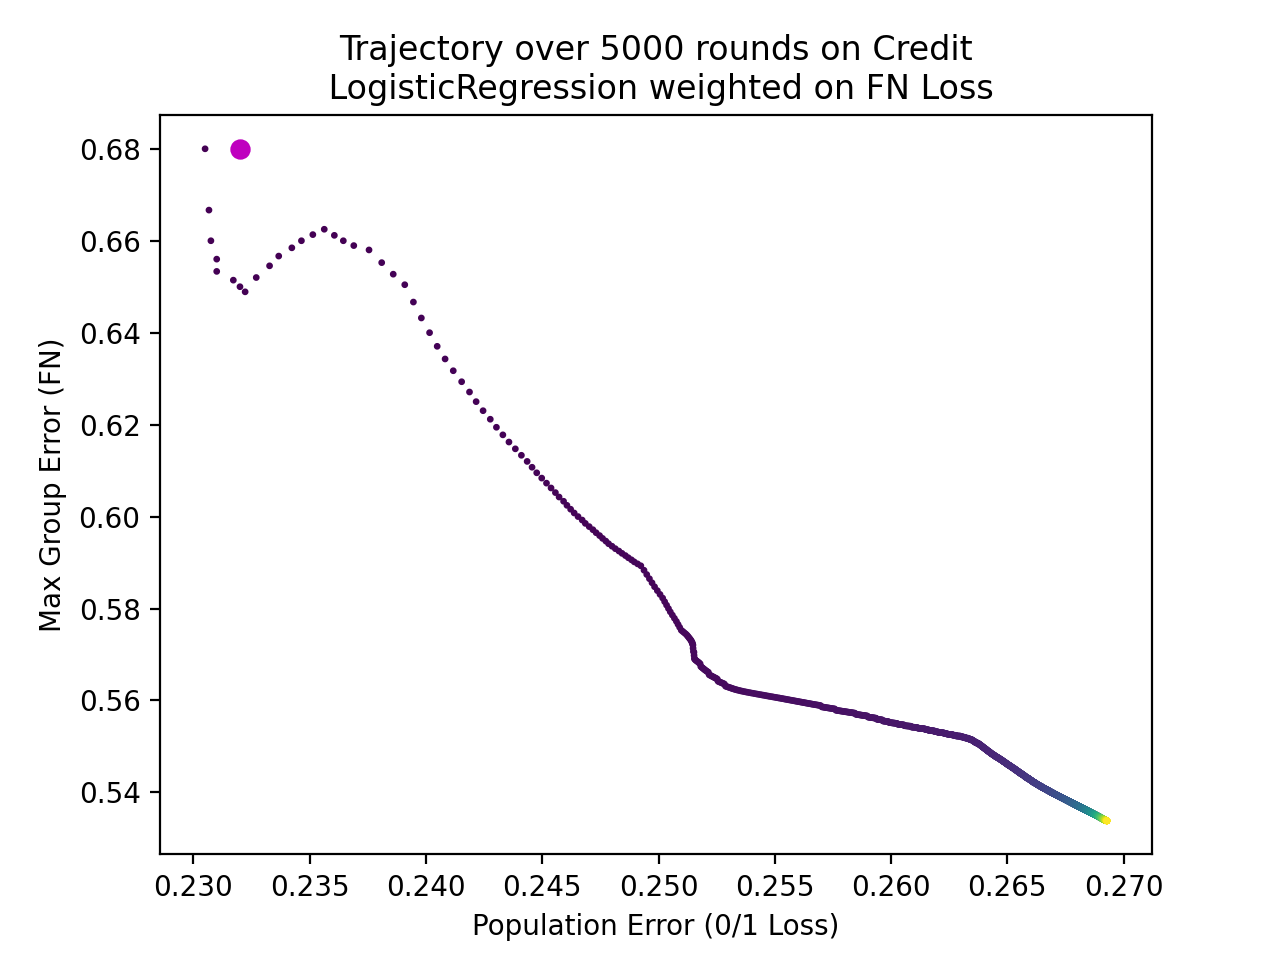 Trajectory over 5000 rounds on Credit
LogisticRegression weighted on FN Loss
0.68
0.66
0.64
0.62
0.60
0.58
0.56
0.54
Max Group Error (FN)
0.230 0.235 0.240 0.245 0.250 0.255 0.260 0.265 0.270
Population Error (0/1 Loss)